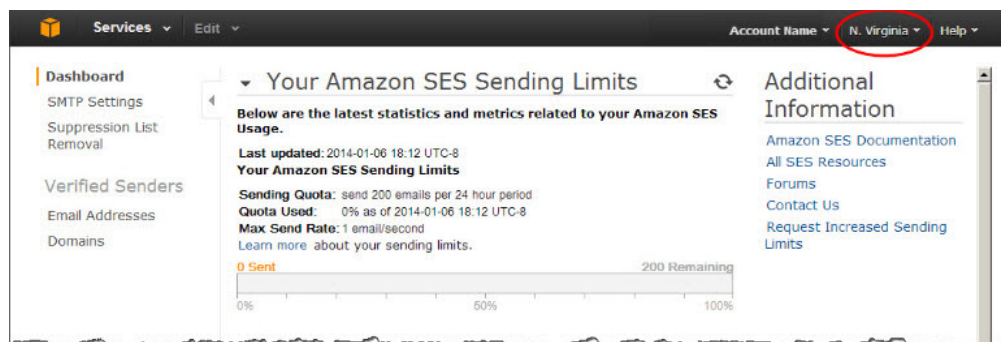 Services Edit Account Name N. Virginia Help
Dashboard
SMTP Settings
Suppression List
Removal
Verified Senders
Email Addresses
Domains
Your Amazon SES Sending Limits
Below are the latest statistics and metrics related to your Amazon SES
Usage.
Last updated: 2014-01-06 18:12 UTC-8
Your Amazon SES Sending Limits
Sending Quota: send 200 emails per 24 hour period
Quota Used: 0% as of 2014-01-06 18:12 UTC-8
Max Send Rate: 1 email/second
Learn more about your sending limits.
0 Sent 200 Remaining
0% 50% 100%
Additional
Information
Amazon SES Documentation
All SES Resources
Forums
Contact Us
Request Increased Sending
Limits